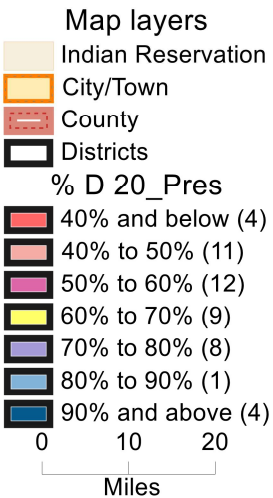 Map layers
Indian Reservation
City/Town
County
Districts
% D 20_Pres
40% and below (4)
40% to 50% (11)
50% to 60% (12)
60% to 70% (9)
70% to 80% (8)
80% to 90% (1)
90% and above (4)
0 10 20
Miles